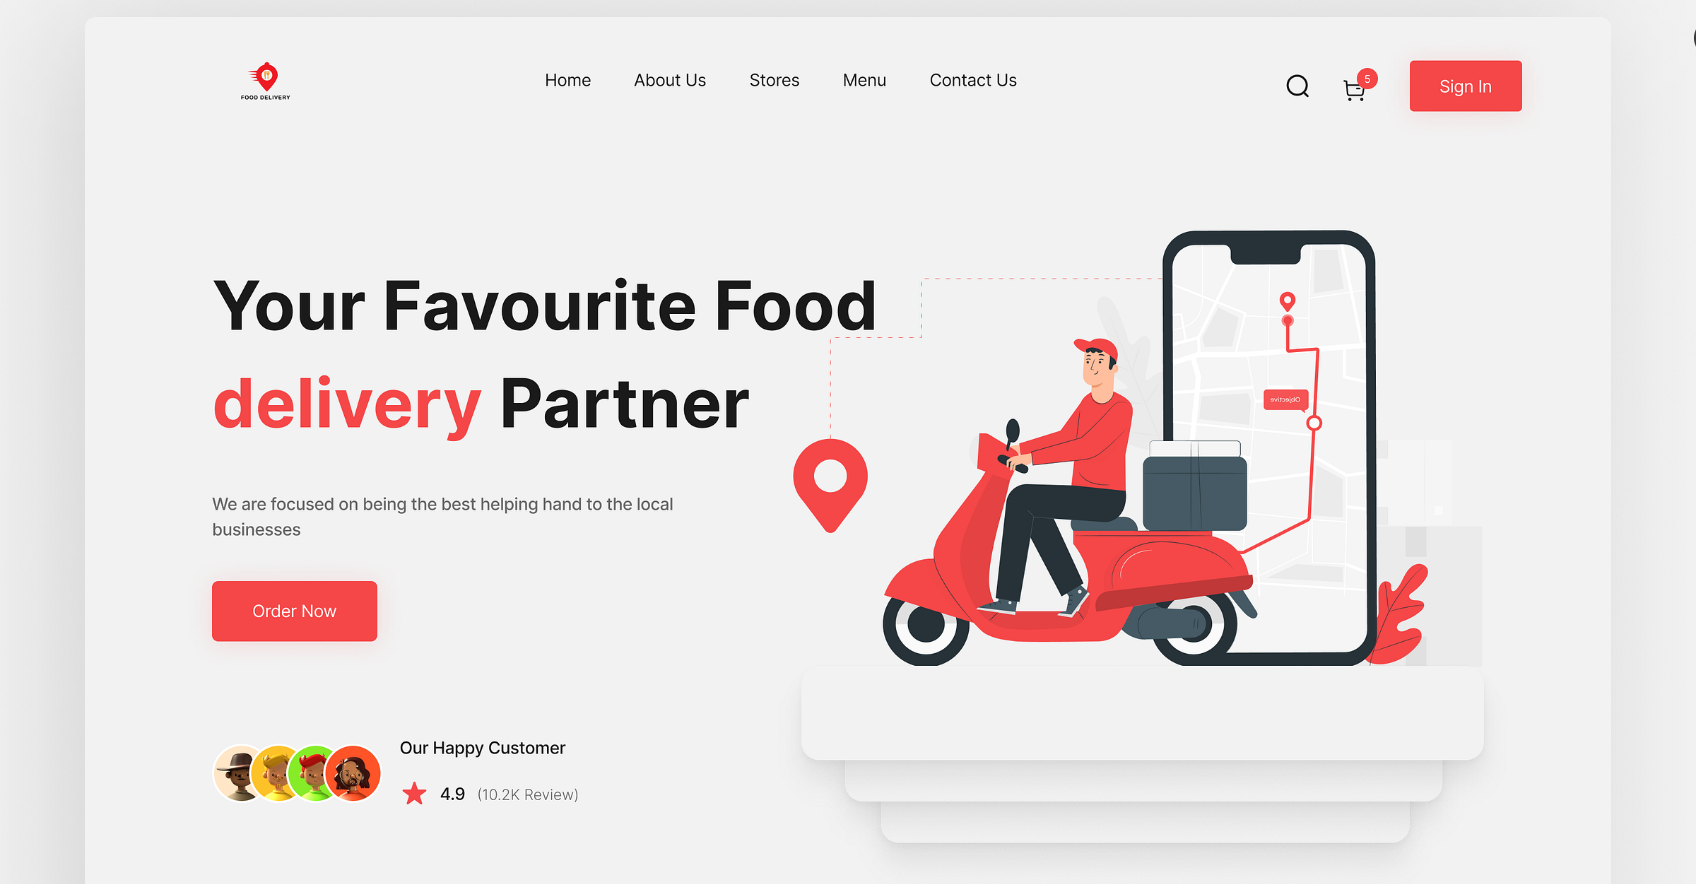 FOOD DELIVERY
Home
About Us
Stores
Menu
Contact Us
5
Sign In
Your Favourite Food
delivery Partner
Objective
We are focused on being the best helping hand to the local
businesses
Order Now
Our Happy Customer
4.9 (10.2K Review)